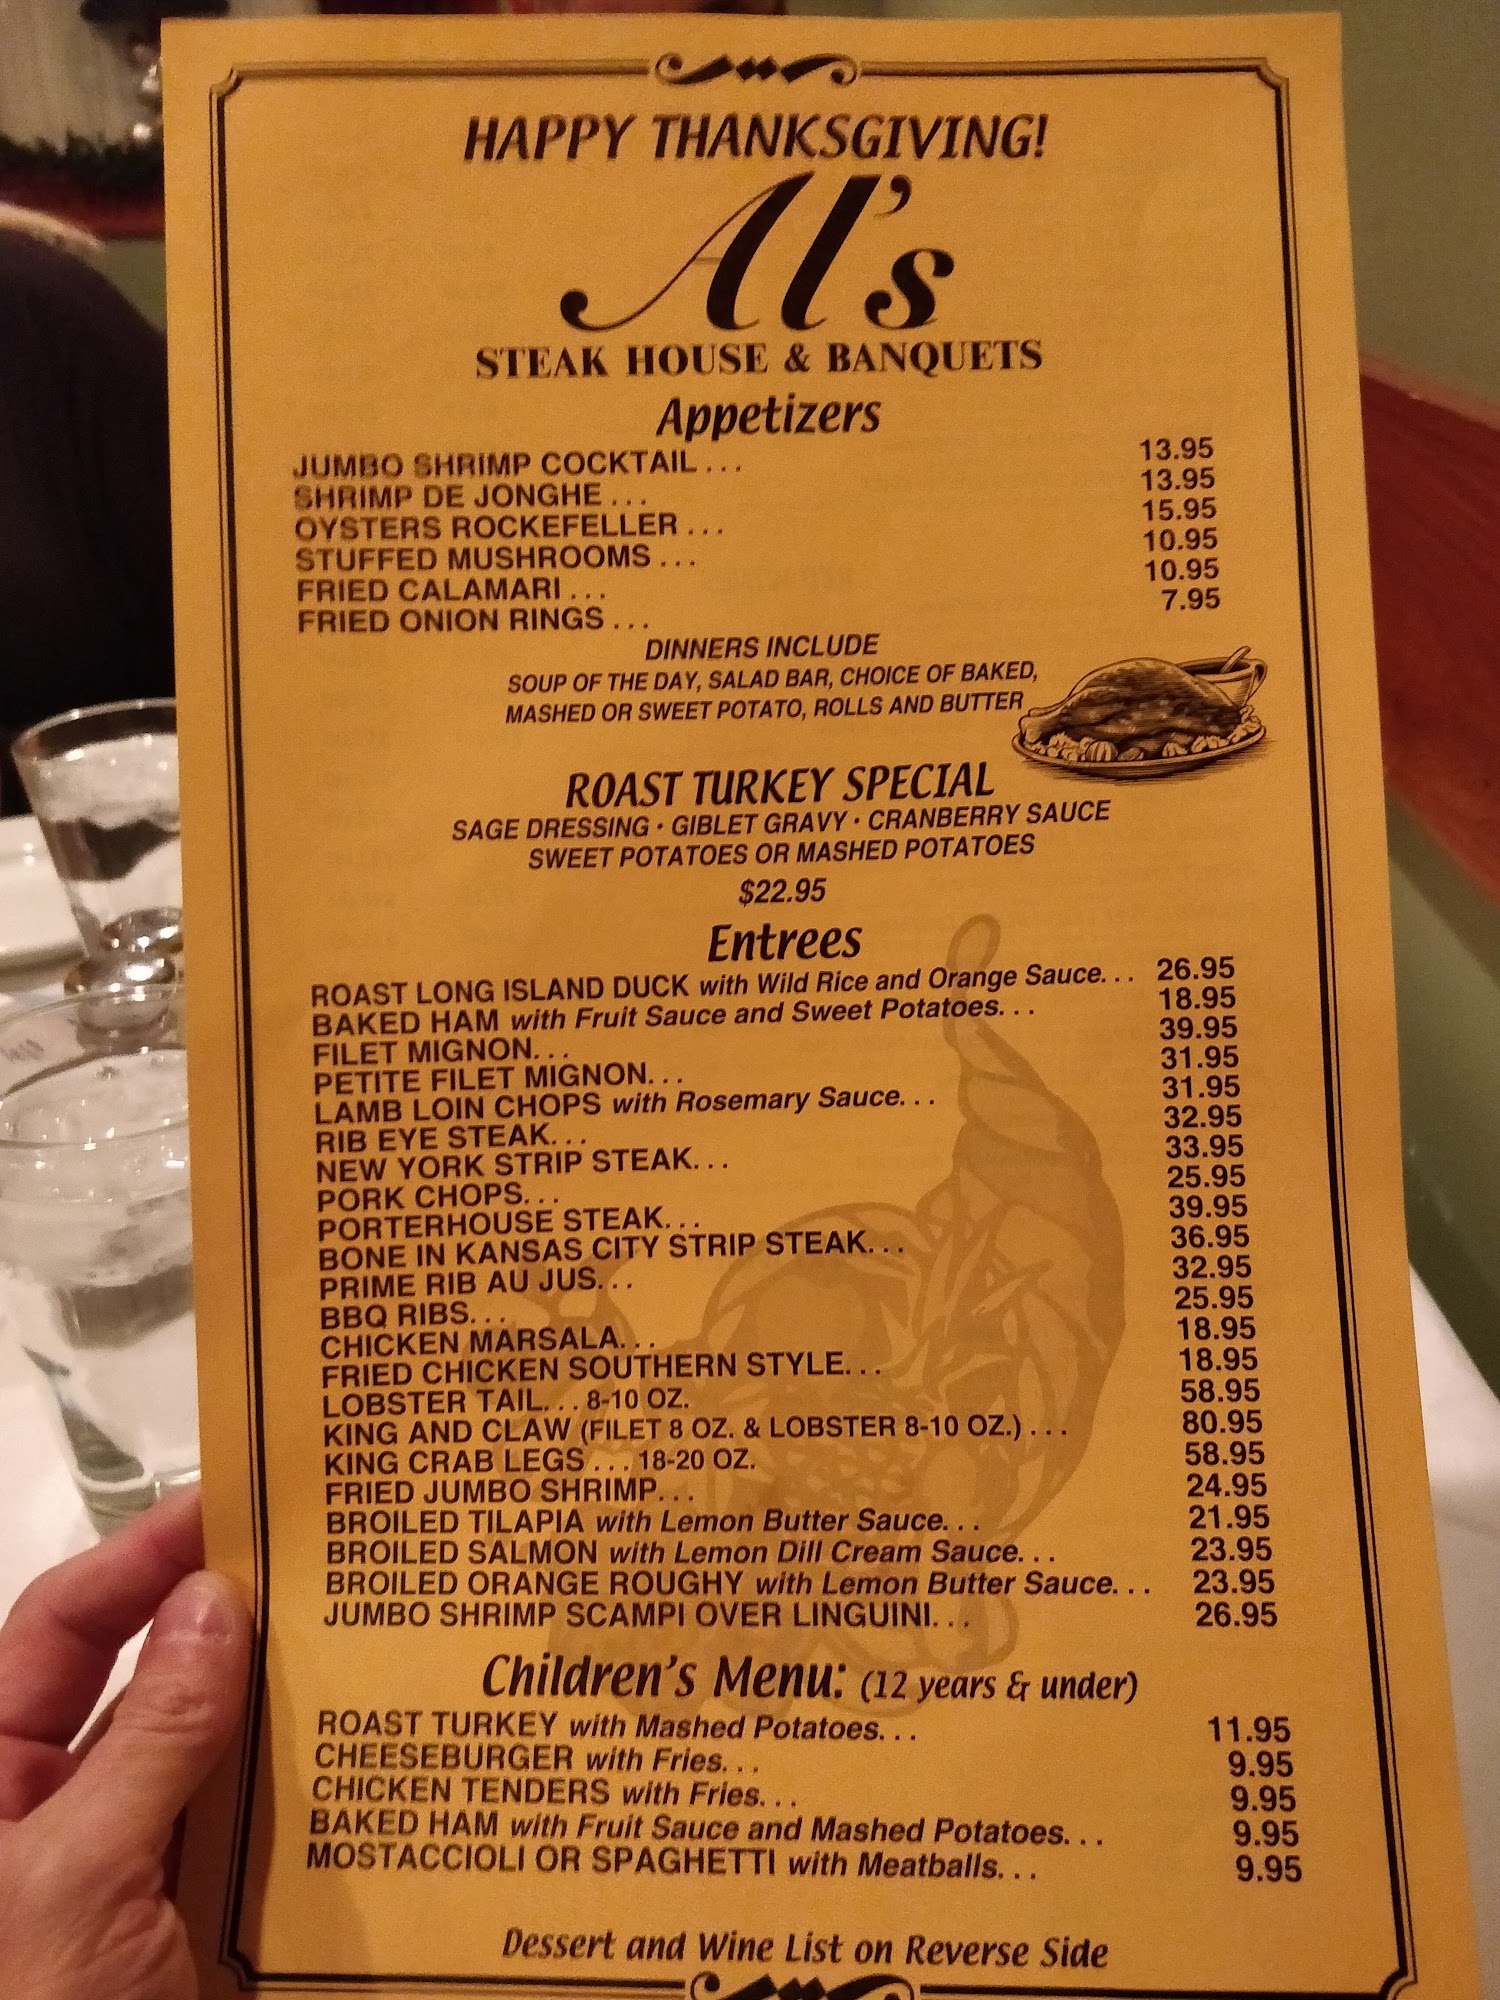 HAPPY THANKSGIVING!
Al's
STEAK HOUSE & BANQUETS
Appetizers
JUMBO SHRIMP COCKTAIL . . . 13.95
SHRIMP DE JONGHE . . . 13.95
OYSTERS ROCKEFELLER . . . 15.95
STUFFED MUSHROOMS . . . 10.95
FRIED CALAMARI . . . 10.95
FRIED ONION RINGS . . . 7.95
DINNERS INCLUDE
SOUP OF THE DAY, SALAD BAR, CHOICE OF BAKED,
MASHED OR SWEET POTATO, ROLLS AND BUTTER
ROAST TURKEY SPECIAL
SAGE DRESSING · GIBLET GRAVY · CRANBERRY SAUCE
SWEET POTATOES OR MASHED POTATOES
$22.95
Entrees
ROAST LONG ISLAND DUCK with Wild Rice and Orange Sauce. . . 26.95
BAKED HAM with Fruit Sauce and Sweet Potatoes. . . 18.95
FILET MIGNON. . . 39.95
PETITE FILET MIGNON. . . 31.95
LAMB LOIN CHOPS with Rosemary Sauce. . . 31.95
RIB EYE STEAK. . . 32.95
NEW YORK STRIP STEAK. . . 33.95
PORK CHOPS. . . 25.95
PORTERHOUSE STEAK. . . 39.95
BONE IN KANSAS CITY STRIP STEAK. . . 36.95
PRIME RIB AU JUS. . . 32.95
BBQ RIBS. . . 25.95
CHICKEN MARSALA. . . 18.95
FRIED CHICKEN SOUTHERN STYLE. . . 18.95
LOBSTER TAIL. . . 8-10 OZ. 58.95
KING AND CLAW (FILET 8 OZ. & LOBSTER 8-10 OZ.) . . . 80.95
KING CRAB LEGS . . . 18-20 OZ. 58.95
FRIED JUMBO SHRIMP. . . 24.95
BROILED TILAPIA with Lemon Butter Sauce. . . 21.95
BROILED SALMON with Lemon Dill Cream Sauce. . . 23.95
BROILED ORANGE ROUGHY with Lemon Butter Sauce. . . 23.95
JUMBO SHRIMP SCAMPI OVER LINGUINI. . . 26.95
Children's Menu: (12 years & under)
ROAST TURKEY with Mashed Potatoes. . . 11.95
CHEESEBURGER with Fries. . . 9.95
CHICKEN TENDERS with Fries. . . 9.95
BAKED HAM with Fruit Sauce and Mashed Potatoes. . . 9.95
MOSTACCIOLI OR SPAGHETTI with Meatballs. . . 9.95
Dessert and Wine List on Reverse Side